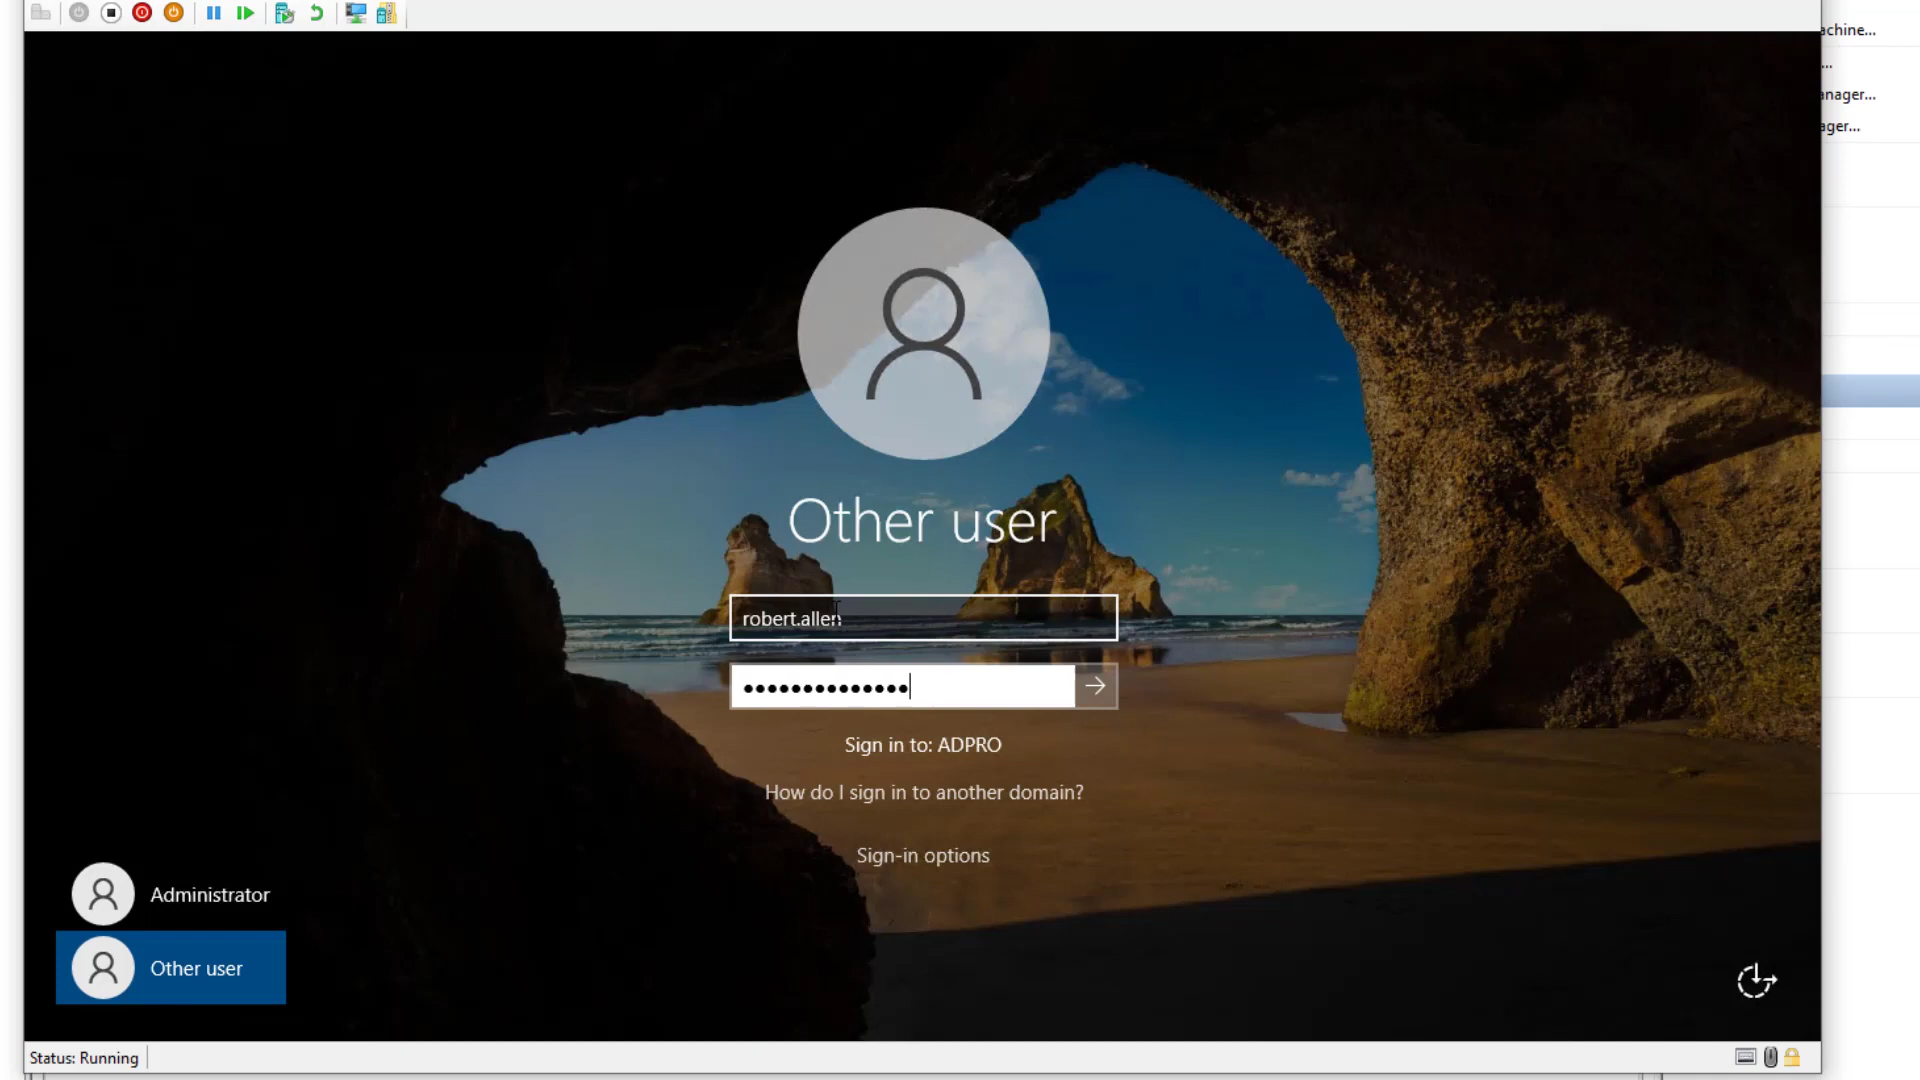 achine...
...
anager...
ager...
Other user
robert.allen
Sign in to: ADPRO
How do I sign in to another domain?
Sign-in options
Administrator
Other user
Status: Running